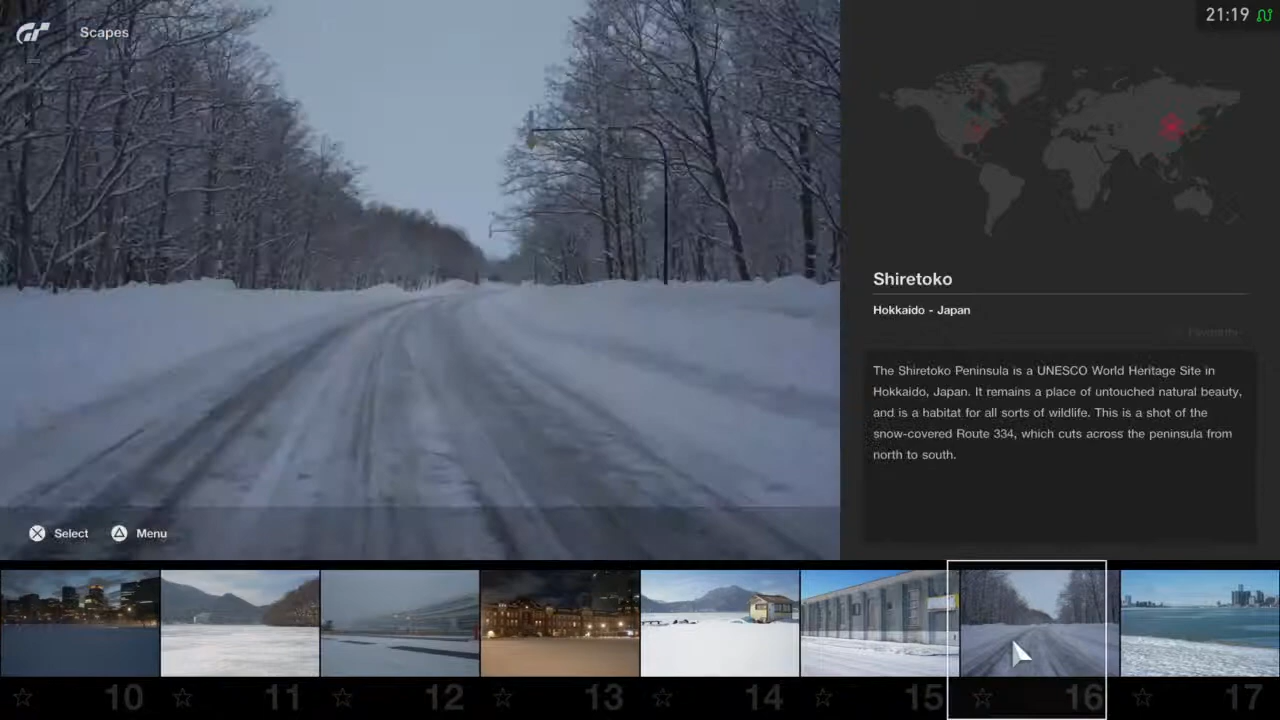 Scapes
21:19
Shiretoko
Hokkaido - Japan
Favourite
The Shiretoko Peninsula is a UNESCO World Heritage Site in
Hokkaido, Japan. It remains a place of untouched natural beauty,
and is a habitat for all sorts of wildlife. This is a shot of the
snow-covered Route 334, which cuts across the peninsula from
north to south.
Select Menu
10 11 12 13 14 15 16 17